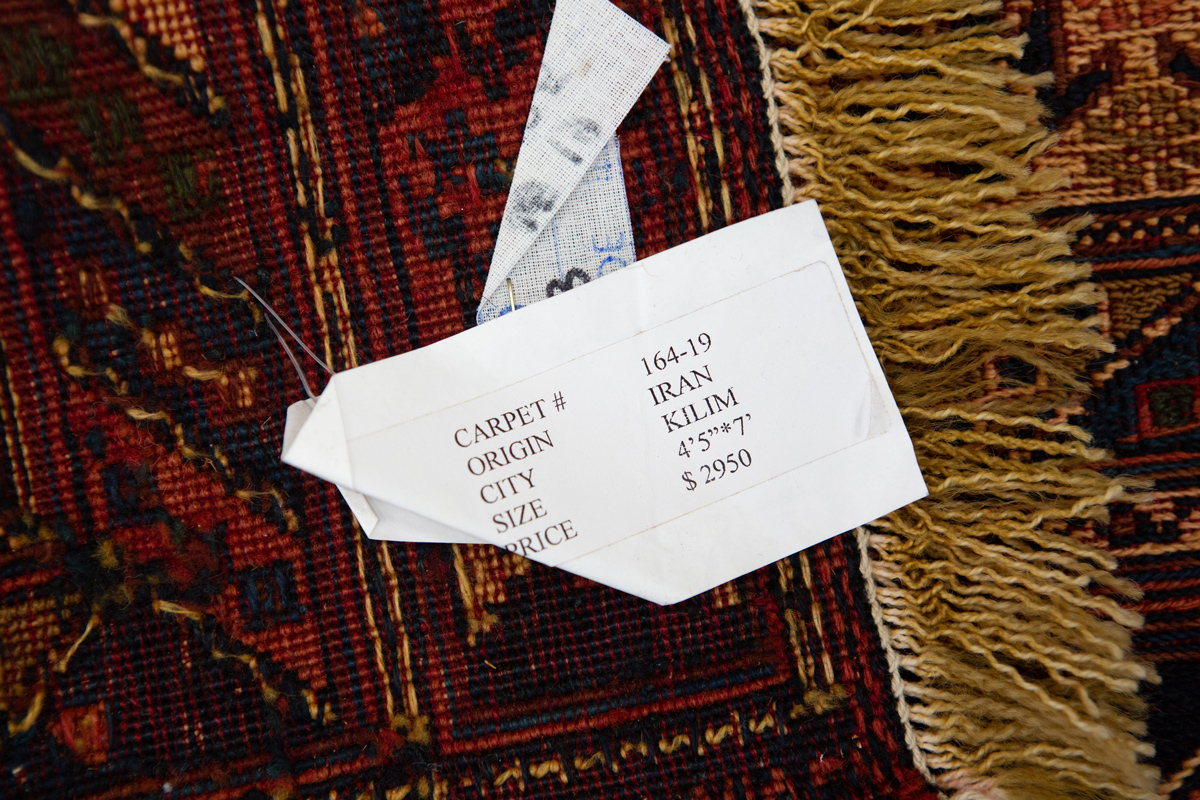 CARPET # 164-19
ORIGIN IRAN
CITY KILIM
SIZE 4'5”*7'
PRICE $ 2950